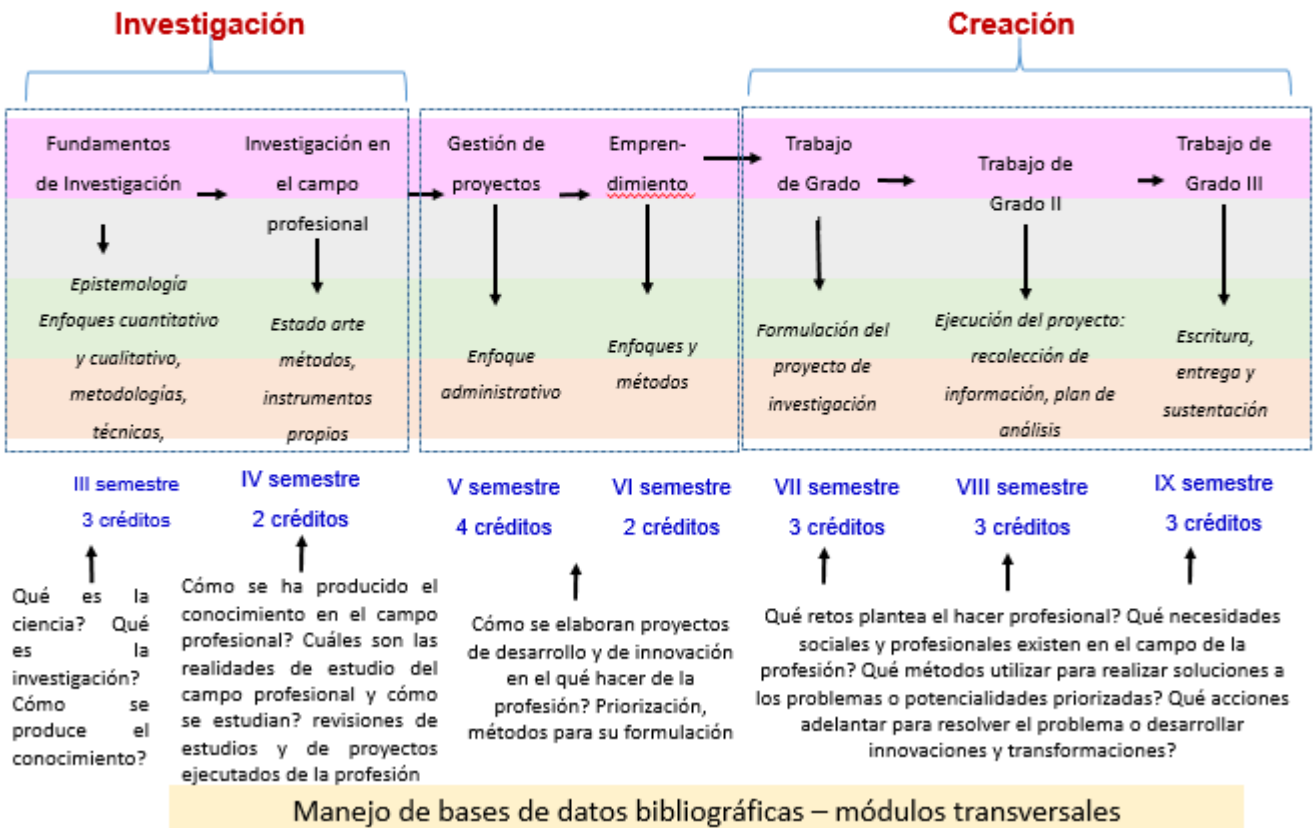 Investigación
Creación
Fundamentos
de Investigación
Investigación en
el campo
profesional
Gestión de
proyectos
Empren-
dimiento
Trabajo
de Grado
Trabajo de
Grado II
Trabajo de
Grado III
Epistemología
Enfoques cuantitativo
y cualitativo,
metodologías,
técnicas,
Estado arte
métodos,
instrumentos
propios
Enfoque
administrativo
Enfoques y
métodos
Formulación del
proyecto de
investigación
Ejecución del proyecto:
recolección de
información, plan de
análisis
Escritura,
entrega y
sustentación
III semestre
3 créditos
IV semestre
2 créditos
V semestre
4 créditos
VI semestre
2 créditos
VII semestre
3 créditos
VIII semestre
3 créditos
IX semestre
3 créditos
Qué es la
ciencia? Qué
es la
investigación?
Cómo se
produce el
conocimiento?
Cómo se ha producido el
conocimiento en el campo
profesional? Cuáles son las
realidades de estudio del
campo profesional y cómo
se estudian? revisiones de
estudios y de proyectos
ejecutados de la profesión
Cómo se elaboran proyectos
de desarrollo y de innovación
en el qué hacer de la
profesión? Priorización,
métodos para su formulación
Qué retos plantea el hacer profesional? Qué necesidades
sociales y profesionales existen en el campo de la
profesión? Qué métodos utilizar para realizar soluciones a
los problemas o potencialidades priorizadas? Qué acciones
adelantar para resolver el problema o desarrollar
innovaciones y transformaciones?
Manejo de bases de datos bibliográficas – módulos transversales